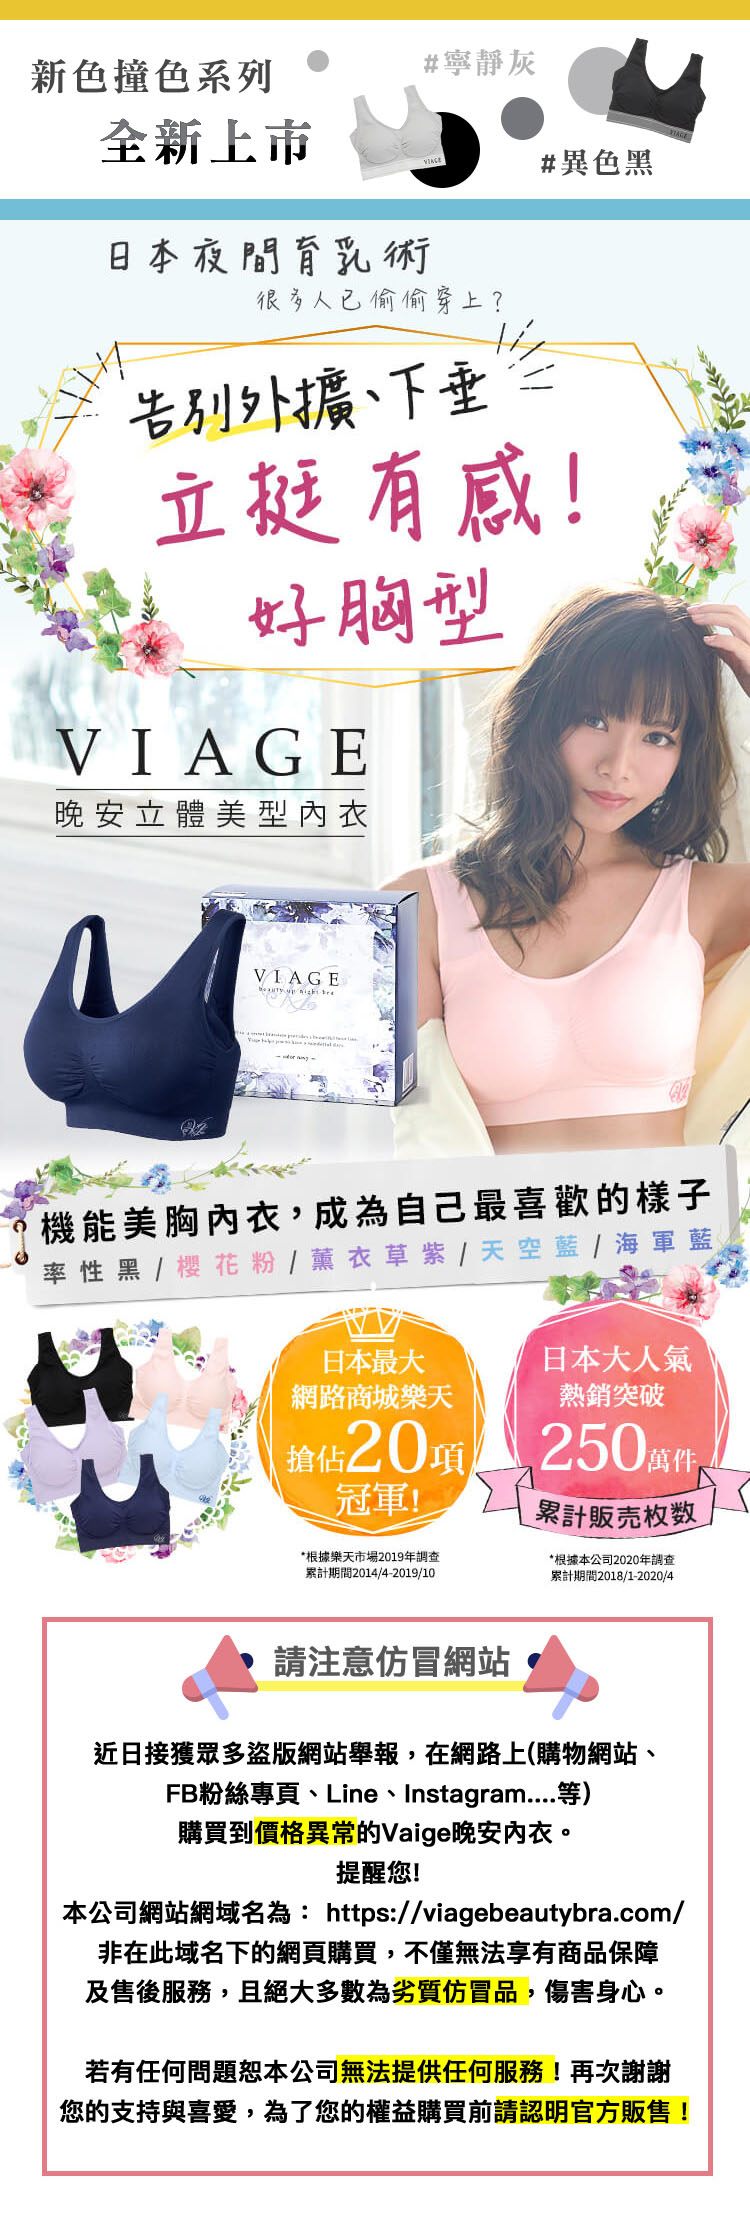 新色撞色系列
#寧靜灰
全新上市
VIAGE
VIAGE
#異色黑
日本夜間育乳術
很多人已偷偷穿上?
告別外擴、下垂
立挺有感!
好胸型
VIAGE
晚安立體美型內衣
VIAGE
beauty up night bra
color navy
機能美胸內衣，成為自己最喜歡的樣子
率性黑/櫻花粉/薰衣草紫/天空藍/海軍藍
日本最大
網路商城樂天
搶佔20項
冠軍!
*根據樂天市場2019年調查
累計期間2014/4-2019/10
日本大人氣
熱銷突破
250萬件
累計販売枚数
*根據本公司2020年調查
累計期間2018/1-2020/4
請注意仿冒網站
近日接獲眾多盜版網站舉報，在網路上(購物網站、
FB粉絲專頁、Line、Instagram....等)
購買到價格異常的Vaige晚安內衣。
提醒您!
本公司網站網域名為： https://viagebeautybra.com/
非在此域名下的網頁購買，不僅無法享有商品保障
及售後服務，且絕大多數為劣質仿冒品，傷害身心。
若有任何問題恕本公司無法提供任何服務！再次謝謝
您的支持與喜愛，為了您的權益購買前請認明官方販售！